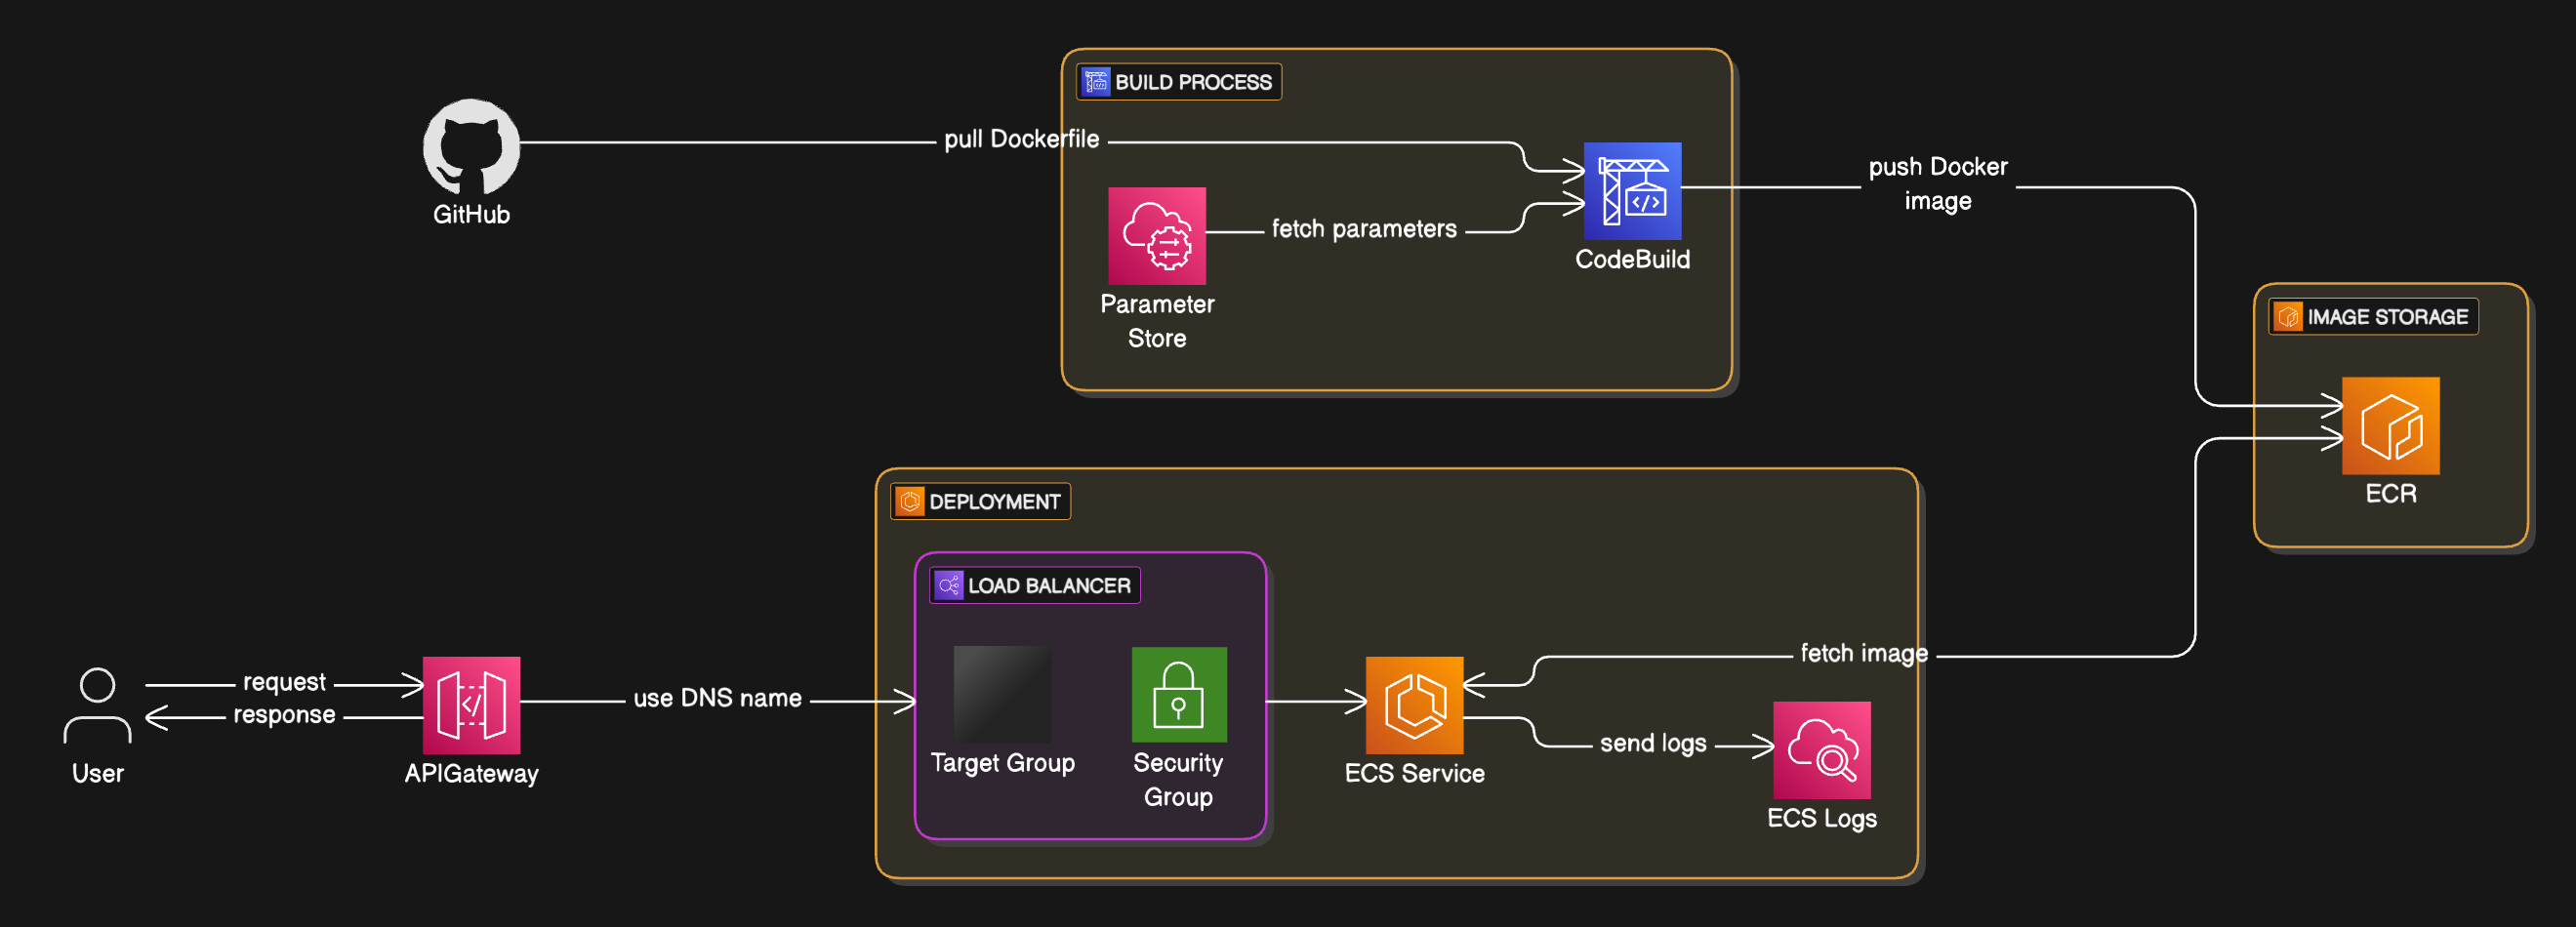 BUILD PROCESS
pull Dockerfile
GitHub
fetch parameters
Parameter
Store
CodeBuild
push Docker
image
IMAGE STORAGE
ECR
DEPLOYMENT
LOAD BALANCER
Target Group
Security
Group
ECS Service
fetch image
send logs
ECS Logs
request
response
User
APIGateway
use DNS name